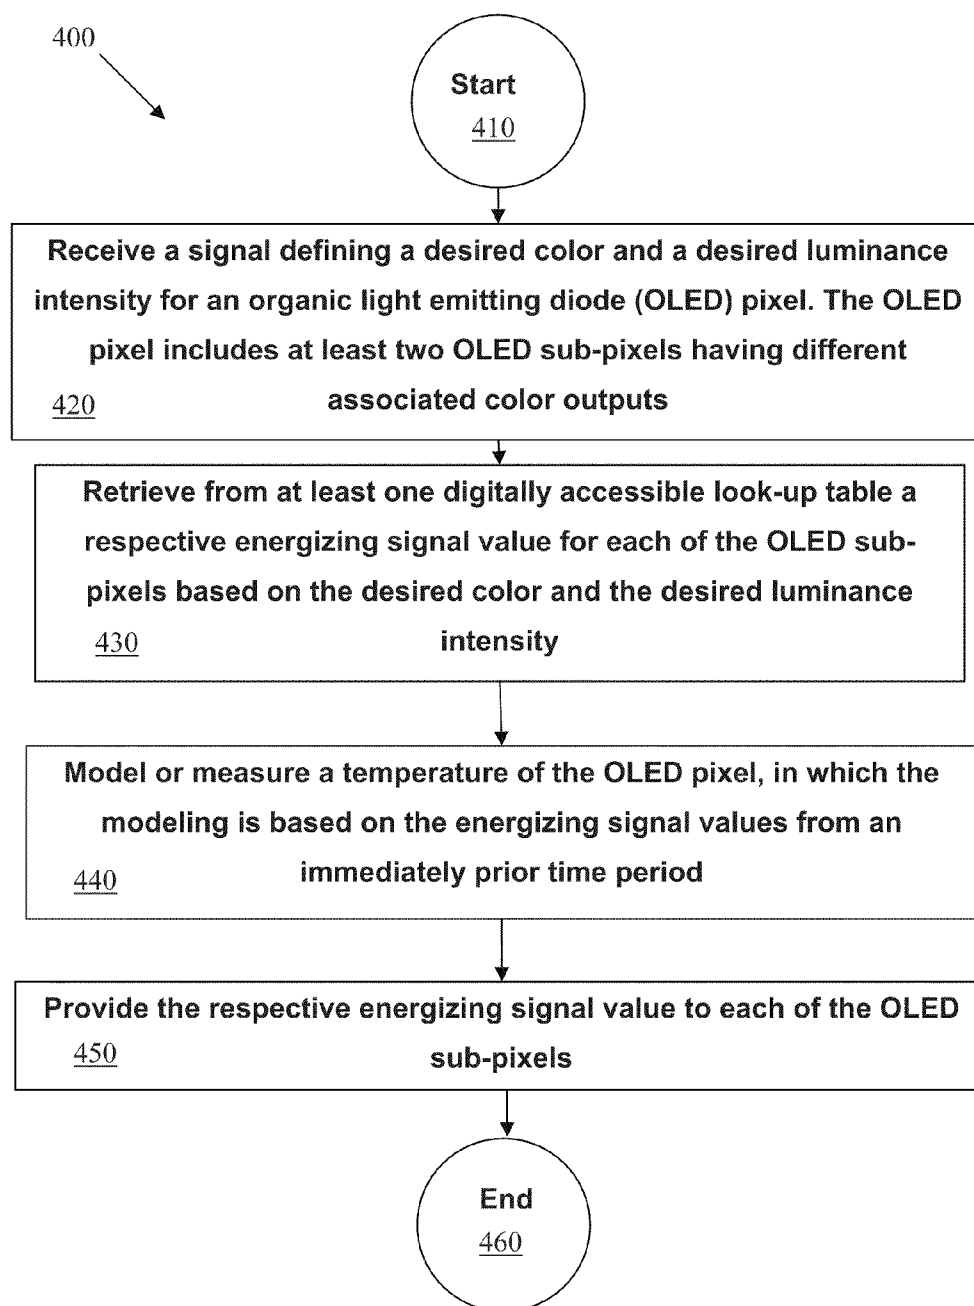 400
Start
410
Receive a signal defining a desired color and a desired luminance
intensity for an organic light emitting diode (OLED) pixel. The OLED
pixel includes at least two OLED sub-pixels having different
420 associated color outputs
Retrieve from at least one digitally accessible look-up table a
respective energizing signal value for each of the OLED sub-
pixels based on the desired color and the desired luminance
430 intensity
Model or measure a temperature of the OLED pixel, in which the
modeling is based on the energizing signal values from an
440 immediately prior time period
Provide the respective energizing signal value to each of the OLED
450 sub-pixels
End
460